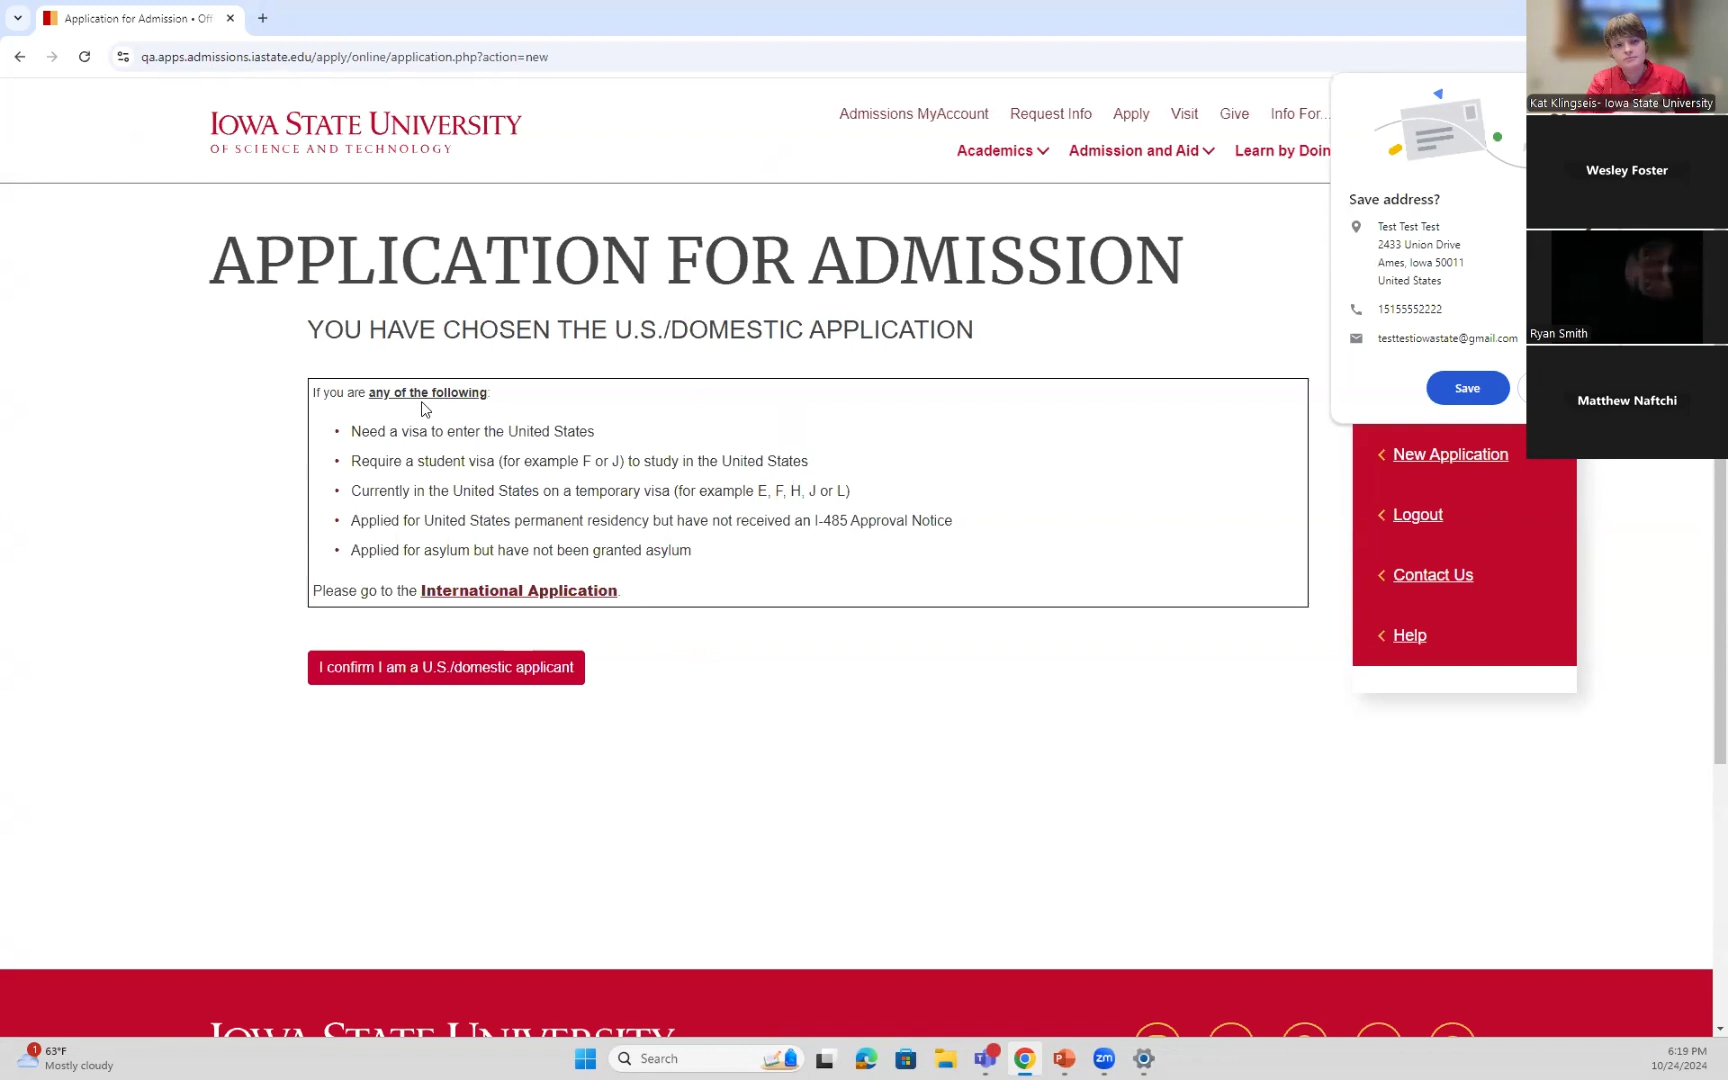 Application for Admission • Off
qa.apps.admissions.iastate.edu/apply/online/application.php?action=new
IOWA STATE UNIVERSITY
OF SCIENCE AND TECHNOLOGY
Admissions MyAccount Request Info Apply Visit Give Info For...
Academics Admission and Aid Learn by Doin
APPLICATION FOR ADMISSION
YOU HAVE CHOSEN THE U.S./DOMESTIC APPLICATION
If you are any of the following:
• Need a visa to enter the United States
• Require a student visa (for example F or J) to study in the United States
• Currently in the United States on a temporary visa (for example E, F, H, J or L)
• Applied for United States permanent residency but have not received an I-485 Approval Notice
• Applied for asylum but have not been granted asylum
Please go to the International Application.
I confirm I am a U.S./domestic applicant
Save address?
Test Test Test
2433 Union Drive
Ames, Iowa 50011
United States
15155552222
testtestiowastate@gmail.com
Save
New Application
Logout
Contact Us
Help
Kat Klingseis- Iowa State University
Wesley Foster
Ryan Smith
Matthew Naftchi
IOWA STATE UNIVERSITY
1
63°F
Mostly cloudy
Search
zm
6:19 PM
10/24/2024